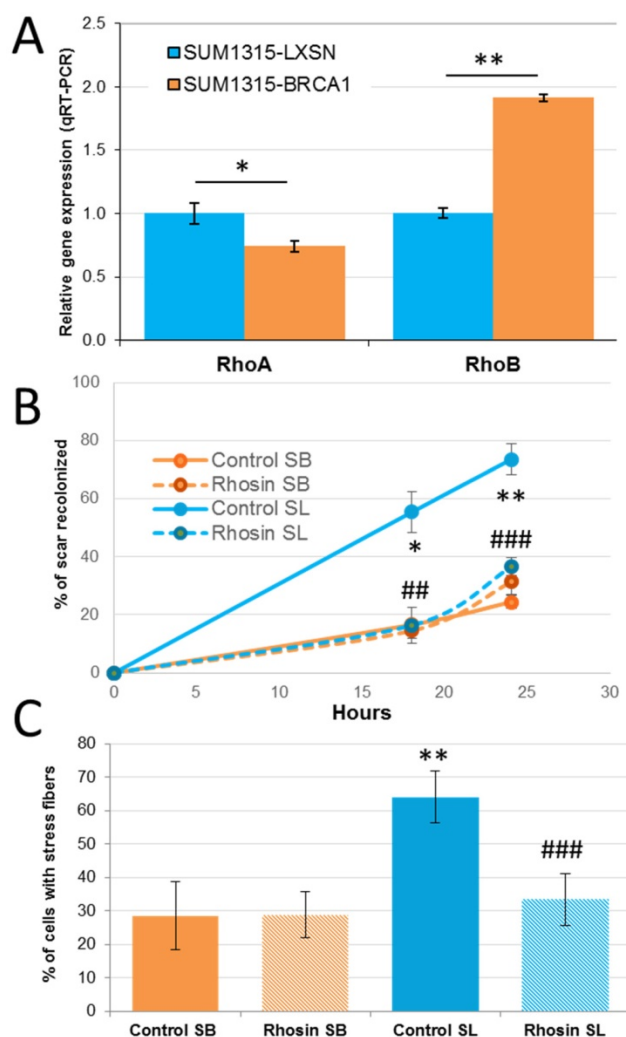 A
Relative gene expression (qRT-PCR)
2.5
2.0
1.5
1.0
0.5
0.0
SUM1315-LXSN
SUM1315-BRCA1
*
**
RhoA
RhoB
B
% of scar recolonized
100
80
60
40
20
0
Control SB
Rhosin SB
Control SL
Rhosin SL
*
**
##
###
0 5 10 15 20 25 30
Hours
C
% of cells with stress fibers
80
70
60
50
40
30
20
10
0
**
###
Control SB Rhosin SB Control SL Rhosin SL